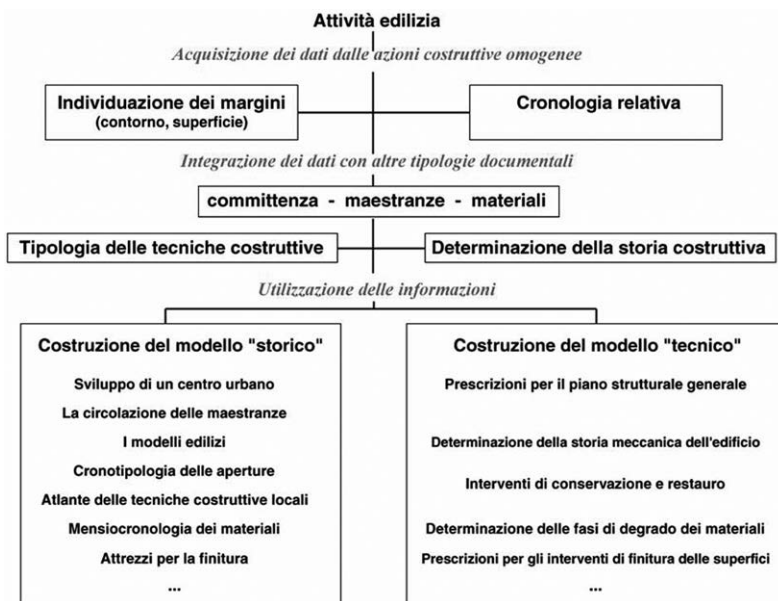 Attività edilizia
Acquisizione dei dati dalle azioni costruttive omogenee
Individuazione dei margini
(contorno, superficie)
Cronologia relativa
Integrazione dei dati con altre tipologie documentali
committenza - maestranze - materiali
Tipologia delle tecniche costruttive
Determinazione della storia costruttiva
Utilizzazione delle informazioni
Costruzione del modello "storico"
Sviluppo di un centro urbano
La circolazione delle maestranze
I modelli edilizi
Cronotipologia delle aperture
Atlante delle tecniche costruttive locali
Mensiocronologia dei materiali
Attrezzi per la finitura
...
Costruzione del modello "tecnico"
Prescrizioni per il piano strutturale generale
Determinazione della storia meccanica dell'edificio
Interventi di conservazione e restauro
Determinazione delle fasi di degrado dei materiali
Prescrizioni per gli interventi di finitura delle superfici
...